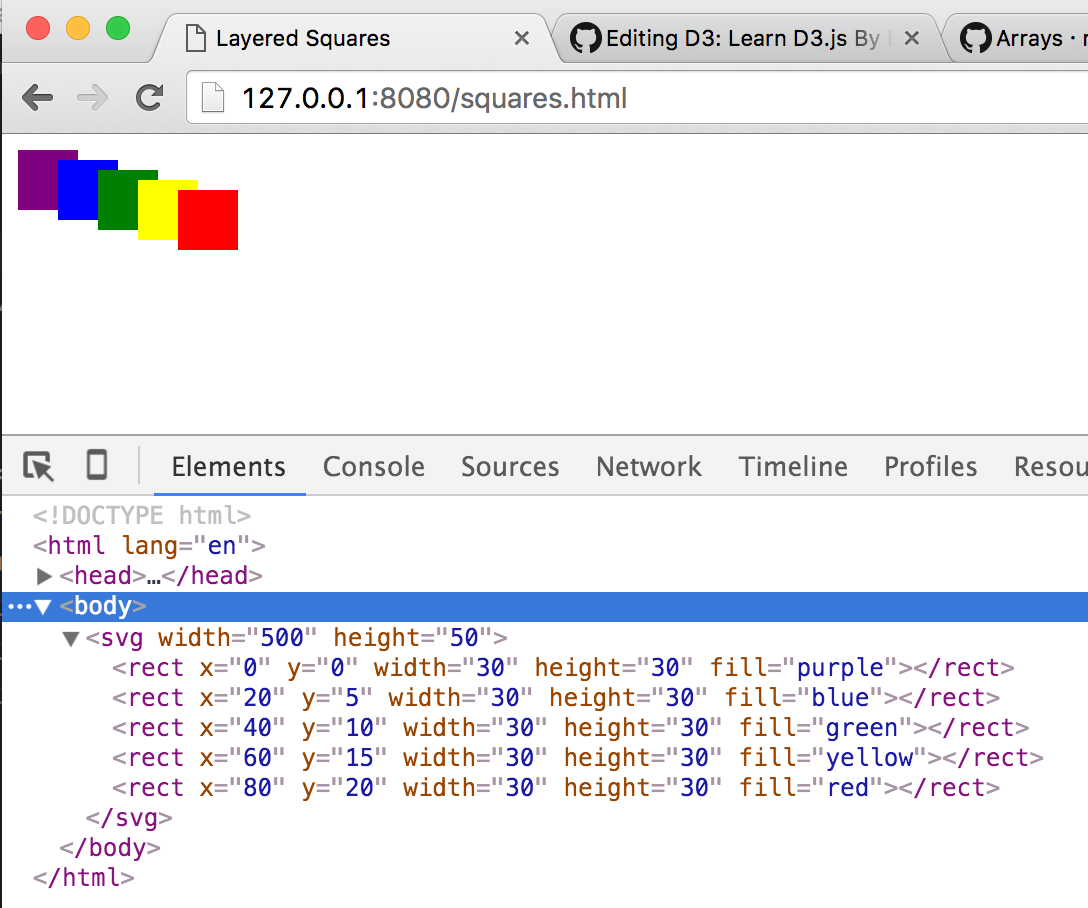 Layered Squares
Editing D3: Learn D3.js By
Arrays ·
127.0.0.1:8080/squares.html
Elements Console Sources Network Timeline Profiles Resou
<!DOCTYPE html>
<html lang="en">
<head>…</head>
<body>
<svg width="500" height="50">
<rect x="0" y="0" width="30" height="30" fill="purple"></rect>
<rect x="20" y="5" width="30" height="30" fill="blue"></rect>
<rect x="40" y="10" width="30" height="30" fill="green"></rect>
<rect x="60" y="15" width="30" height="30" fill="yellow"></rect>
<rect x="80" y="20" width="30" height="30" fill="red"></rect>
</svg>
</body>
</html>